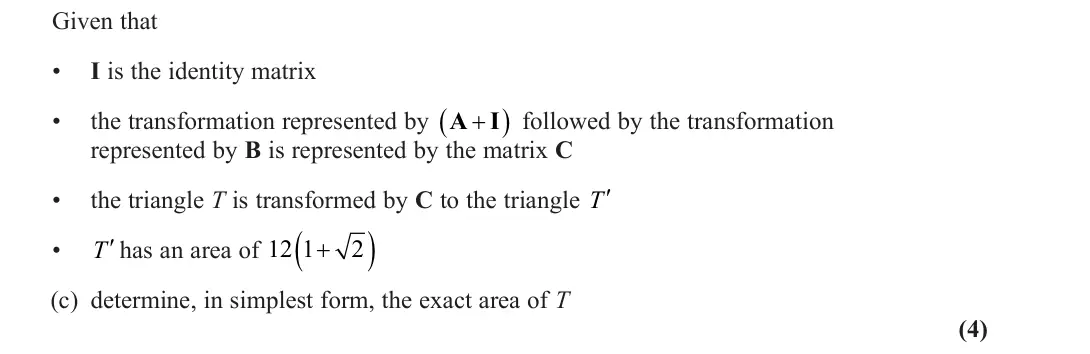 Given that
• I is the identity matrix
• the transformation represented by (A + I) followed by the transformation
represented by B is represented by the matrix C
• the triangle T is transformed by C to the triangle T′
• T′ has an area of 12(1+√2)
(c) determine, in simplest form, the exact area of T
(4)